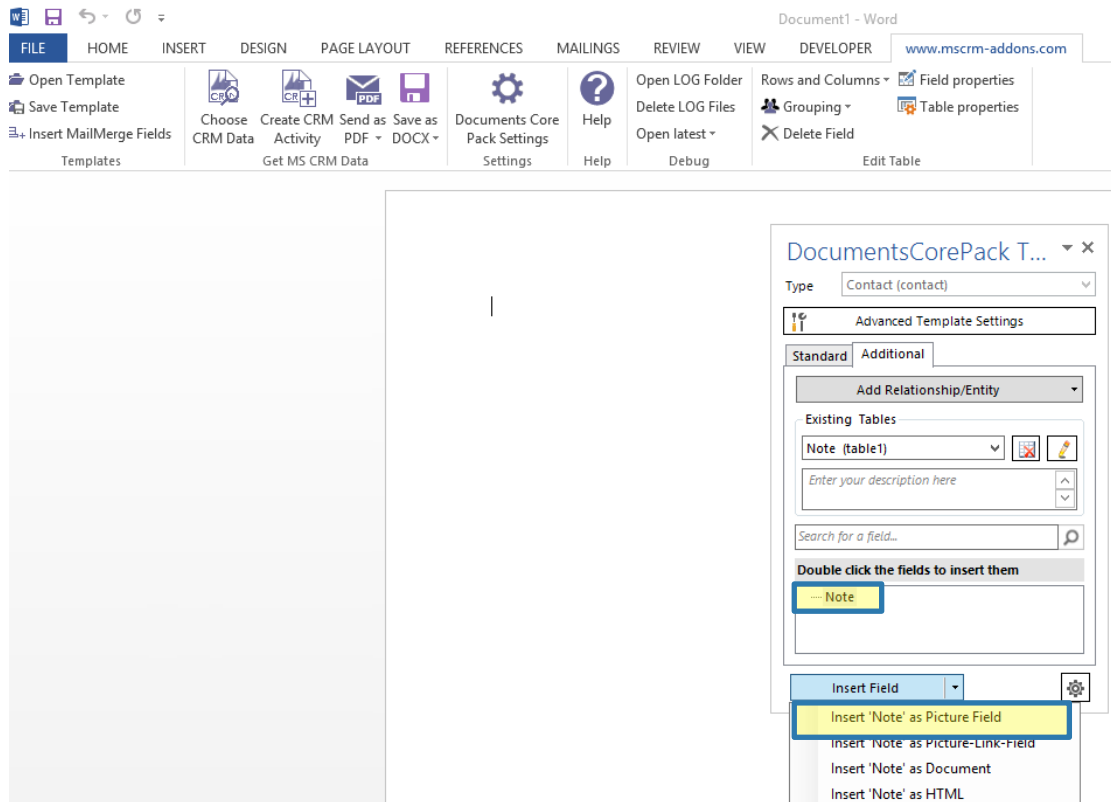 Document1 - Word
FILE HOME INSERT DESIGN PAGE LAYOUT REFERENCES MAILINGS REVIEW VIEW DEVELOPER www.mscrm-addons.com
Open Template
Save Template
Insert MailMerge Fields
Templates
Choose CRM Data
Create CRM Activity
Send as PDF
Save as DOCX
Get MS CRM Data
Documents Core Pack Settings
Settings
Help
Help
Open LOG Folder
Delete LOG Files
Open latest
Debug
Rows and Columns
Grouping
Delete Field
Field properties
Table properties
Edit Table
DocumentsCorePack T...
Type Contact (contact)
Advanced Template Settings
Standard Additional
Add Relationship/Entity
Existing Tables
Note (table1)
Enter your description here
Search for a field...
Double click the fields to insert them
Note
Insert Field
Insert 'Note' as Picture Field
Insert 'Note' as Picture-Link-Field
Insert 'Note' as Document
Insert 'Note' as HTML